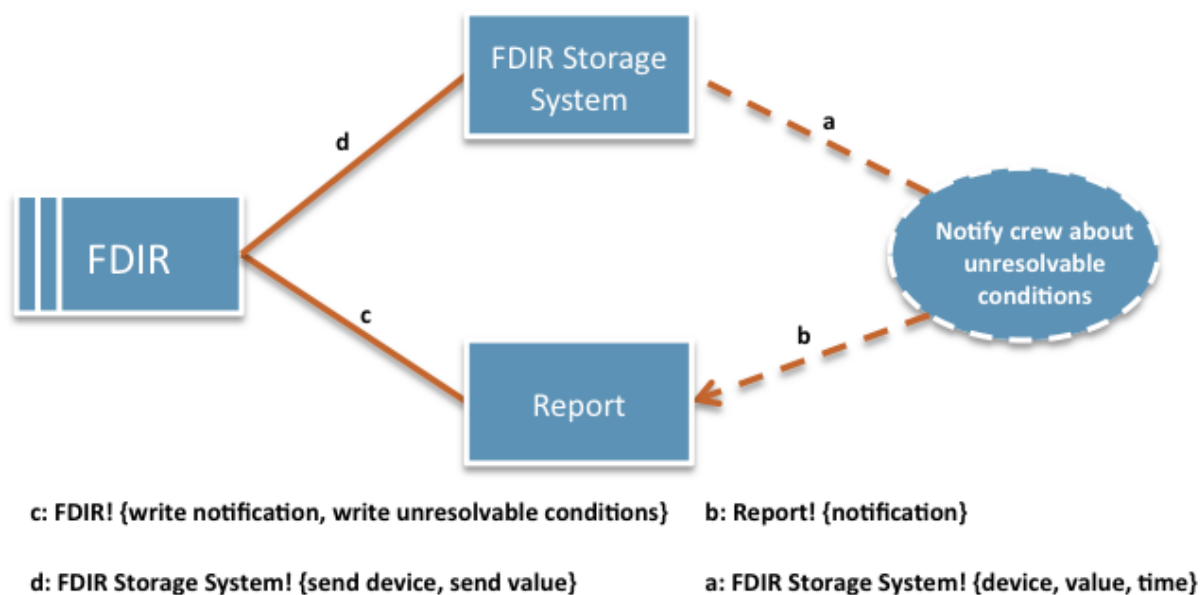 FDIR Storage
System
a
d
Notify crew about
unresolvable
conditions
FDIR
c
b
Report
c: FDIR! {write notification, write unresolvable conditions}
b: Report! {notification}
d: FDIR Storage System! {send device, send value}
a: FDIR Storage System! {device, value, time}